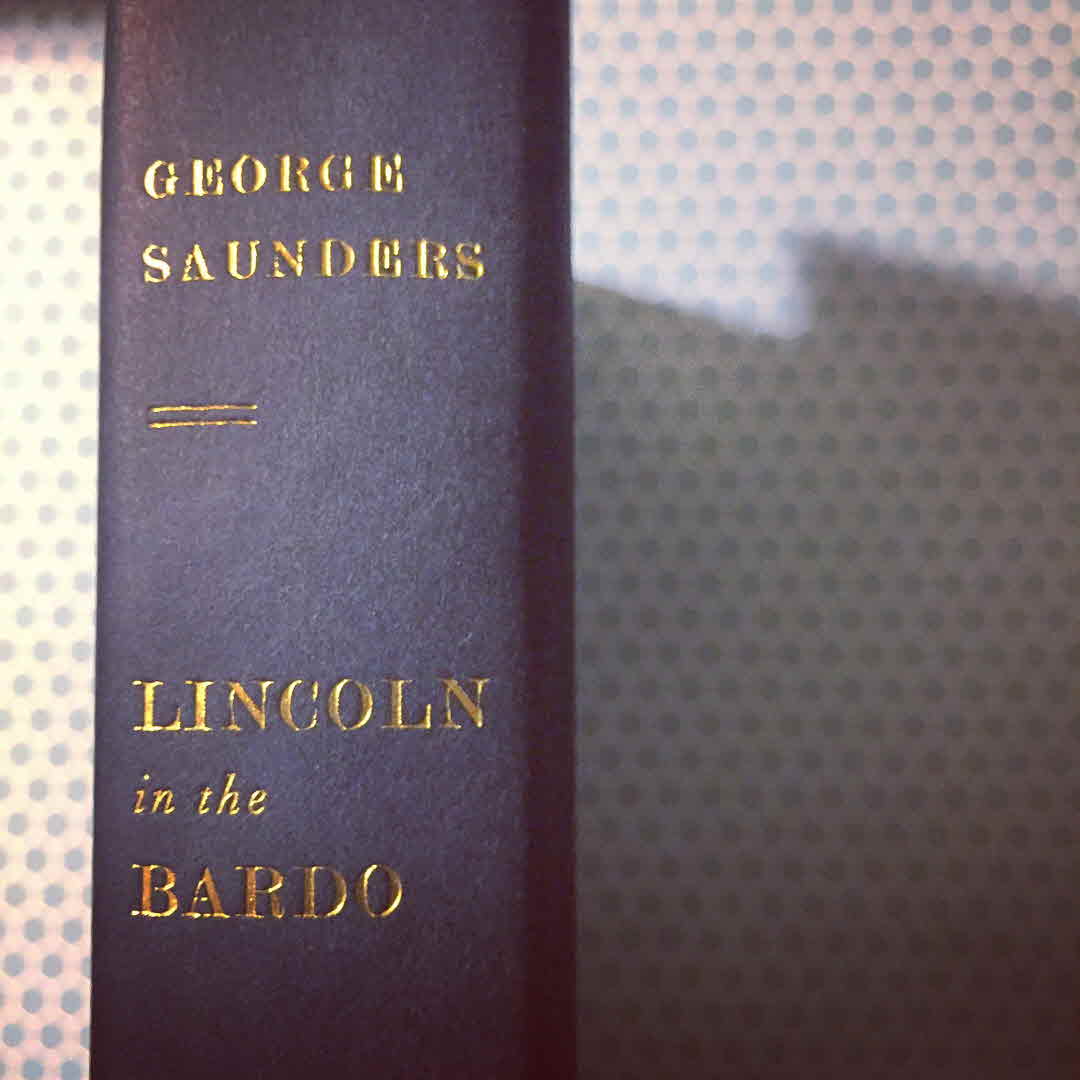 GEORGE
SAUNDERS
LINCOLN
in the
BARDO